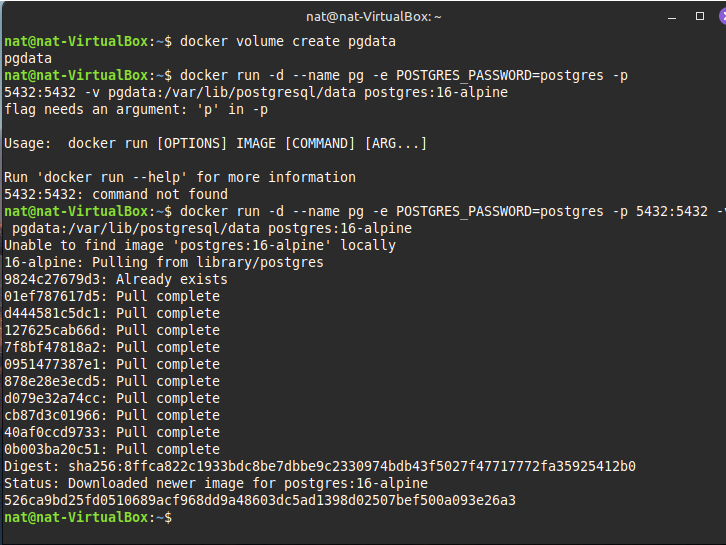 nat@nat-VirtualBox: ~
nat@nat-VirtualBox:~$ docker volume create pgdata
pgdata
nat@nat-VirtualBox:~$ docker run -d --name pg -e POSTGRES_PASSWORD=postgres -p
5432:5432 -v pgdata:/var/lib/postgresql/data postgres:16-alpine
flag needs an argument: 'p' in -p
Usage:  docker run [OPTIONS] IMAGE [COMMAND] [ARG...]
Run 'docker run --help' for more information
5432:5432: command not found
nat@nat-VirtualBox:~$ docker run -d --name pg -e POSTGRES_PASSWORD=postgres -p 5432:5432 -v
pgdata:/var/lib/postgresql/data postgres:16-alpine
Unable to find image 'postgres:16-alpine' locally
16-alpine: Pulling from library/postgres
9824c27679d3: Already exists
01ef787617d5: Pull complete
d444581c5dc1: Pull complete
127625cab66d: Pull complete
7f8bf47818a2: Pull complete
0951477387e1: Pull complete
878e28e3ecd5: Pull complete
d079e32a74cc: Pull complete
cb87d3c01966: Pull complete
40af0ccd9733: Pull complete
0b003ba20c51: Pull complete
Digest: sha256:8ffca822c1933bdc8be7dbbe9c2330974bdb43f5027f47717772fa35925412b0
Status: Downloaded newer image for postgres:16-alpine
526ca9bd25fd0510689acf968dd9a48603dc5ad1398d02507bef500a093e26a3
nat@nat-VirtualBox:~$